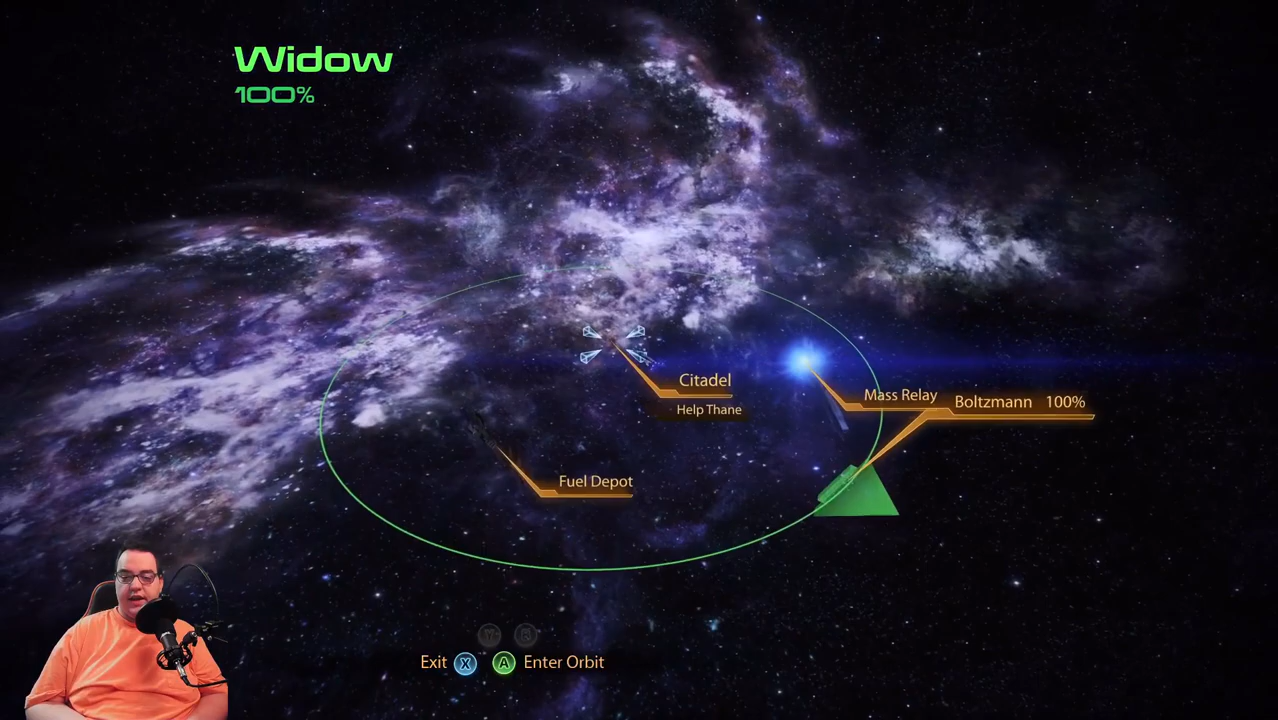 Widow
100%
Citadel
Help Thane
Mass Relay
Boltzmann 100%
Fuel Depot
Exit X A Enter Orbit